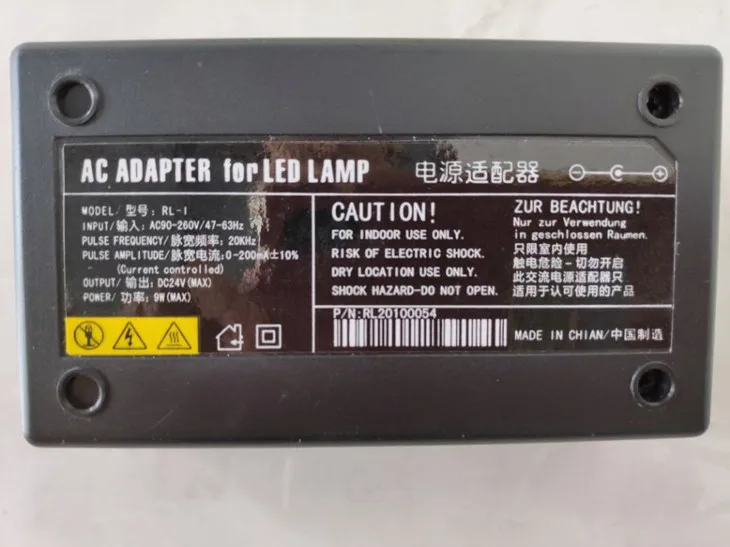 AC ADAPTER for LED LAMP 电源适配器
MODEL/型号: RL-I
INPUT/输入: AC90-260V/47-63Hz
PULSE FREQUENCY/脉宽频率: 20KHz
PULSE AMPLITUDE/脉宽电流:0-200mA±10%
(Current controlled)
OUTPUT/ 输出: DC24V(MAX)
POWER/ 功率: 9W(MAX)
CAUTION!
FOR INDOOR USE ONLY.
RISK OF ELECTRIC SHOCK.
DRY LOCATION USE ONLY.
SHOCK HAZARD-DO NOT OPEN.
ZUR BEACHTUNG!
Nur zur Verwendung
in geschlossen Raumen.
只限室内使用
触电危险-切勿开启
此交流电源适配器只
适用于认可使用的产品
P/N:RL20100054
MADE IN CHIAN/中国制造